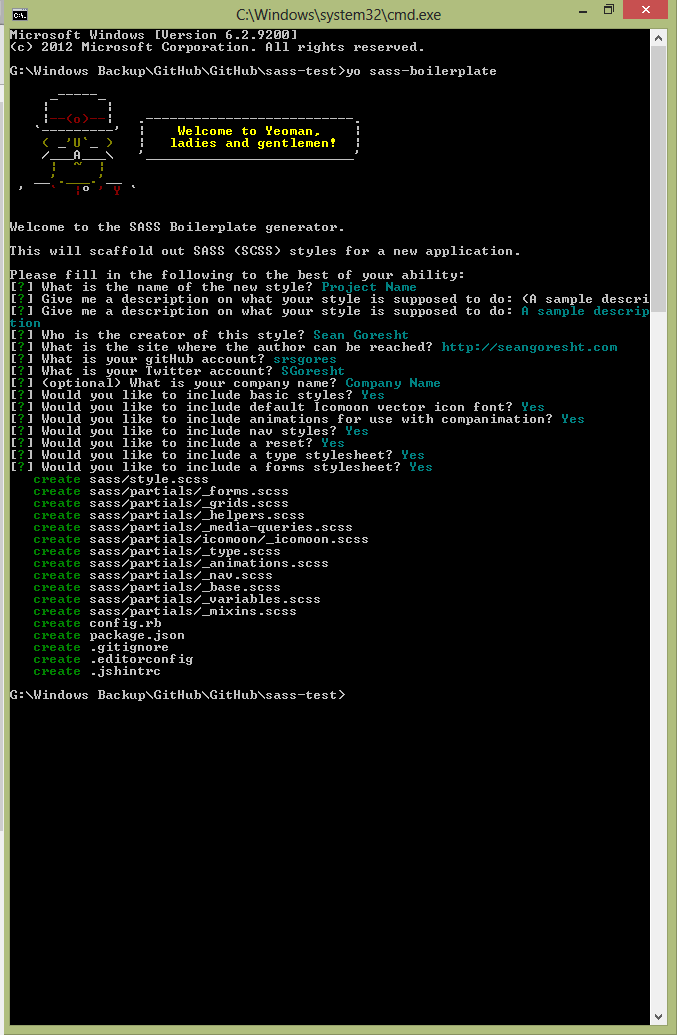 C:\Windows\system32\cmd.exe
Microsoft Windows [Version 6.2.9200]
(c) 2012 Microsoft Corporation. All rights reserved.
G:\Windows Backup\GitHub\GitHub\sass-test>yo sass-boilerplate
Welcome to Yeoman,
ladies and gentlemen!
Welcome to the SASS Boilerplate generator.
This will scaffold out SASS (SCSS) styles for a new application.
Please fill in the following to the best of your ability:
[?] What is the name of the new style? Project Name
[?] Give me a description on what your style is supposed to do: (A sample descri
[?] Give me a description on what your style is supposed to do: A sample descrip
tion
[?] Who is the creator of this style? Sean Goresht
[?] What is the site where the author can be reached? http://seangoresht.com
[?] What is your gitHub account? srsgores
[?] What is your Twitter account? SGoresht
[?] (optional) What is your company name? Company Name
[?] Would you like to include basic styles? Yes
[?] Would you like to include default Icomoon vector icon font? Yes
[?] Would you like to include animations for use with companimation? Yes
[?] Would you like to include nav styles? Yes
[?] Would you like to include a reset? Yes
[?] Would you like to include a type stylesheet? Yes
[?] Would you like to include a forms stylesheet? Yes
create sass/style.scss
create sass/partials/_forms.scss
create sass/partials/_grids.scss
create sass/partials/_helpers.scss
create sass/partials/_media-queries.scss
create sass/partials/icomoon/_icomoon.scss
create sass/partials/_type.scss
create sass/partials/_animations.scss
create sass/partials/_nav.scss
create sass/partials/_base.scss
create sass/partials/_variables.scss
create sass/partials/_mixins.scss
create config.rb
create package.json
create .gitignore
create .editorconfig
create .jshintrc
G:\Windows Backup\GitHub\GitHub\sass-test>